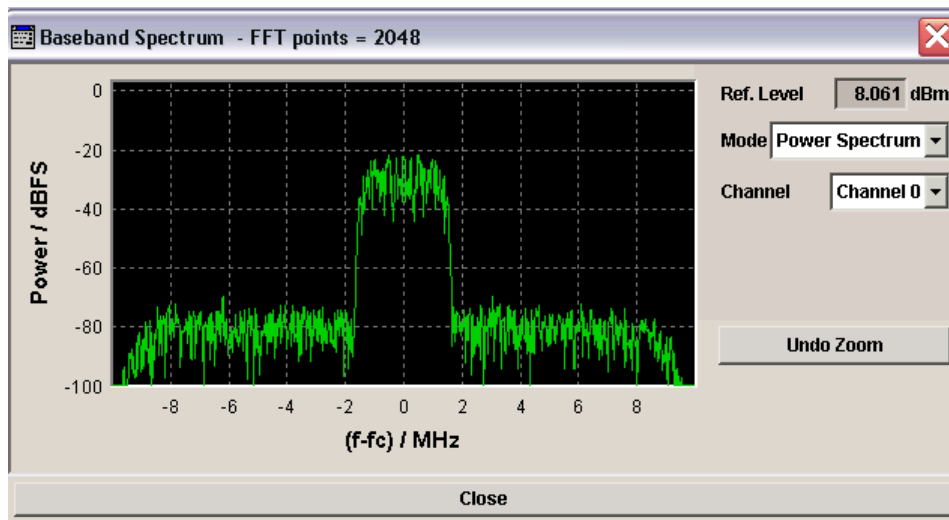 Baseband Spectrum - FFT points = 2048
0
-20
-40
-60
-80
-100
Power / dBFS
-8 -6 -4 -2 0 2 4 6 8
(f-fc) / MHz
Ref. Level 8.061 dBm
Mode Power Spectrum
Channel Channel 0
Undo Zoom
Close